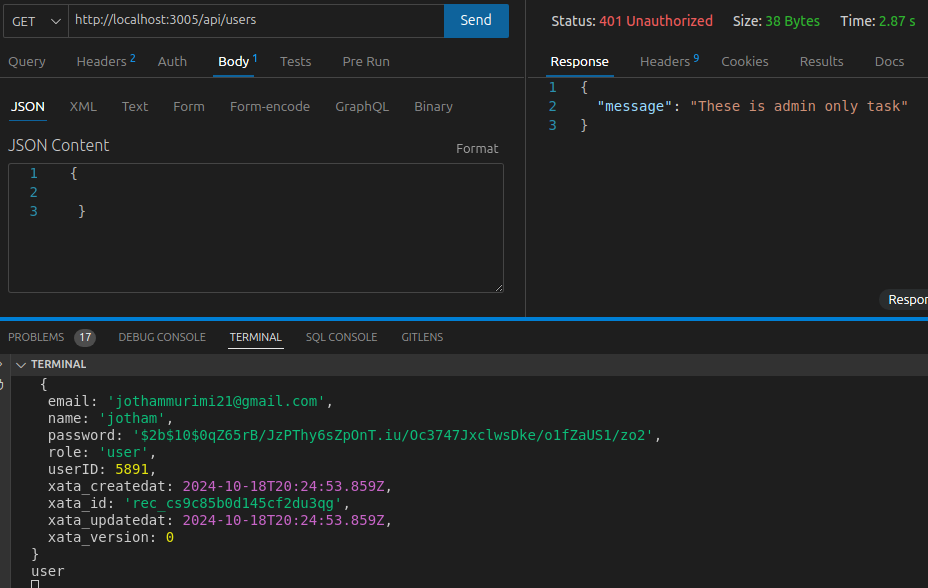 GET http://localhost:3005/api/users Send
Query Headers 2 Auth Body 1 Tests Pre Run
JSON XML Text Form Form-encode GraphQL Binary
JSON Content Format
1 {
2
3 }
Status: 401 Unauthorized Size: 38 Bytes Time: 2.87 s
Response Headers 9 Cookies Results Docs
1 {
2 "message": "These is admin only task"
3 }
Respor
PROBLEMS 17 DEBUG CONSOLE TERMINAL SQL CONSOLE GITLENS
TERMINAL
{
email: 'jothammurimi21@gmail.com',
name: 'jotham',
password: '$2b$10$0qZ65rB/JzPThy6sZpOnT.iu/Oc3747JxclwsDke/o1fZaUS1/zo2',
role: 'user',
userID: 5891,
xata_createdat: 2024-10-18T20:24:53.859Z,
xata_id: 'rec_cs9c85b0d145cf2du3qg',
xata_updatedat: 2024-10-18T20:24:53.859Z,
xata_version: 0
}
user